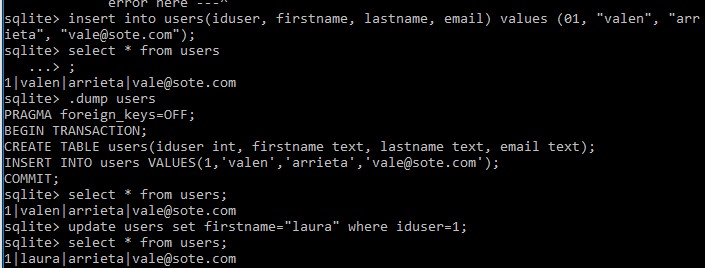 error here ---^
sqlite> insert into users(iduser, firstname, lastname, email) values (01, "valen", "arr
ieta", "vale@sote.com");
sqlite> select * from users
   ...> ;
1|valen|arrieta|vale@sote.com
sqlite> .dump users
PRAGMA foreign_keys=OFF;
BEGIN TRANSACTION;
CREATE TABLE users(iduser int, firstname text, lastname text, email text);
INSERT INTO users VALUES(1,'valen','arrieta','vale@sote.com');
COMMIT;
sqlite> select * from users;
1|valen|arrieta|vale@sote.com
sqlite> update users set firstname="laura" where iduser=1;
sqlite> select * from users;
1|laura|arrieta|vale@sote.com